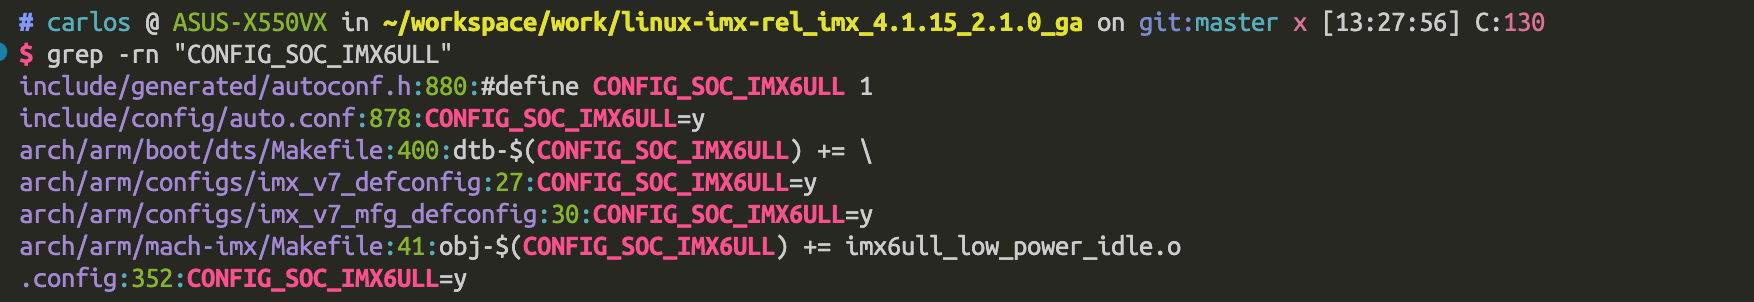 # carlos @ ASUS-X550VX in ~/workspace/work/linux-imx-rel_imx_4.1.15_2.1.0_ga on git:master x [13:27:56] C:130
$ grep -rn "CONFIG_SOC_IMX6ULL"
include/generated/autoconf.h:880:#define CONFIG_SOC_IMX6ULL 1
include/config/auto.conf:878:CONFIG_SOC_IMX6ULL=y
arch/arm/boot/dts/Makefile:400:dtb-$(CONFIG_SOC_IMX6ULL) += \
arch/arm/configs/imx_v7_defconfig:27:CONFIG_SOC_IMX6ULL=y
arch/arm/configs/imx_v7_mfg_defconfig:30:CONFIG_SOC_IMX6ULL=y
arch/arm/mach-imx/Makefile:41:obj-$(CONFIG_SOC_IMX6ULL) += imx6ull_low_power_idle.o
.config:352:CONFIG_SOC_IMX6ULL=y